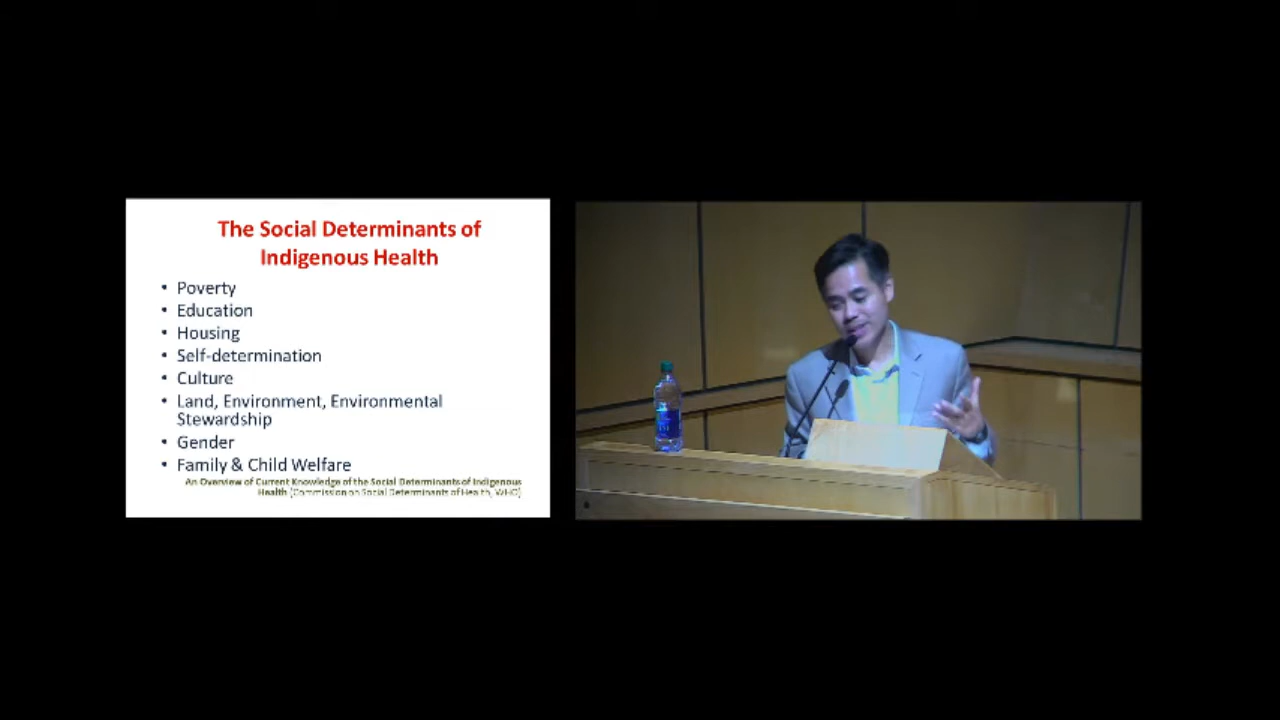 The Social Determinants of
Indigenous Health
• Poverty
• Education
• Housing
• Self-determination
• Culture
• Land, Environment, Environmental
Stewardship
• Gender
• Family & Child Welfare
An Overview of Current Knowledge of the Social Determinants of Indigenous
Health (Commission on Social Determinants of Health, WHO)